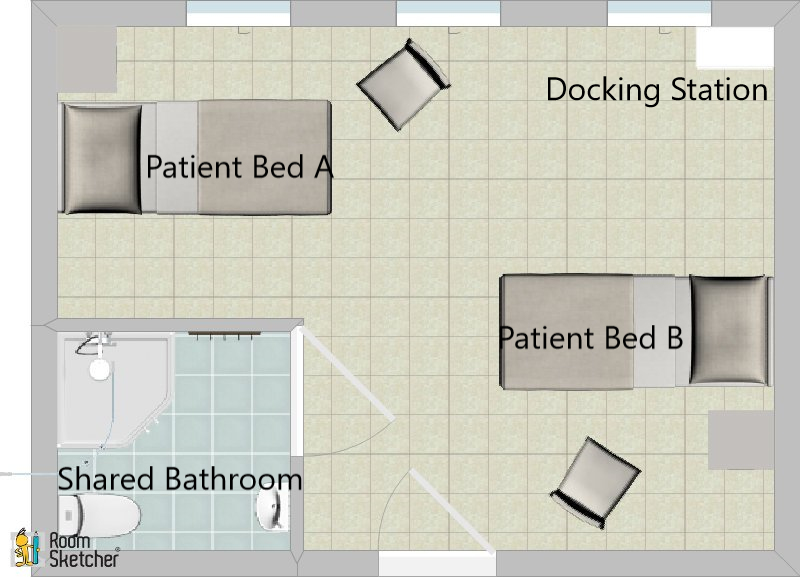 Docking Station
Patient Bed A
Patient Bed B
Shared Bathroom
Room
Sketcher